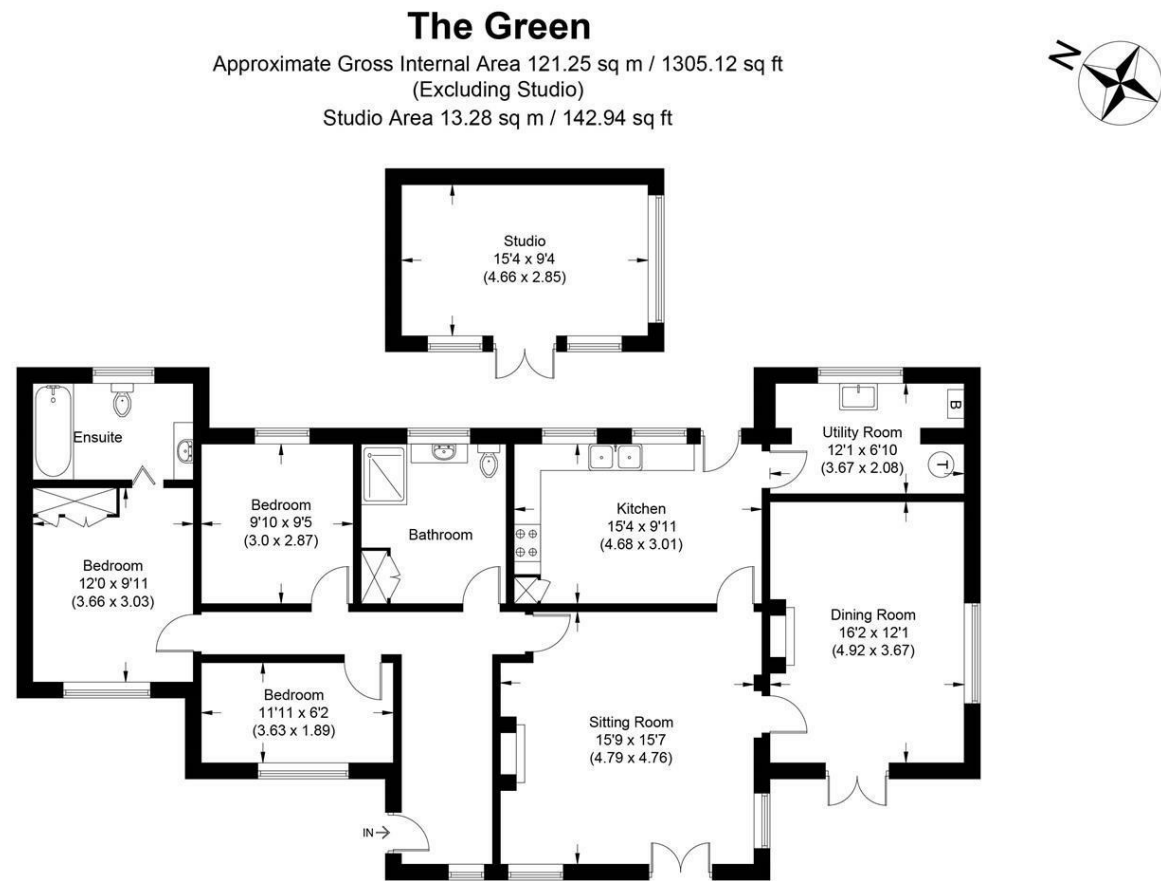 The Green
Approximate Gross Internal Area 121.25 sq m / 1305.12 sq ft
(Excluding Studio)
Studio Area 13.28 sq m / 142.94 sq ft
N
Studio
15'4 x 9'4
(4.66 x 2.85)
Ensuite
B
Utility Room
12'1 x 6'10
(3.67 x 2.08)
T
Bedroom
9'10 x 9'5
(3.0 x 2.87)
Bathroom
Kitchen
15'4 x 9'11
(4.68 x 3.01)
Bedroom
12'0 x 9'11
(3.66 x 3.03)
Dining Room
16'2 x 12'1
(4.92 x 3.67)
Bedroom
11'11 x 6'2
(3.63 x 1.89)
Sitting Room
15'9 x 15'7
(4.79 x 4.76)
IN